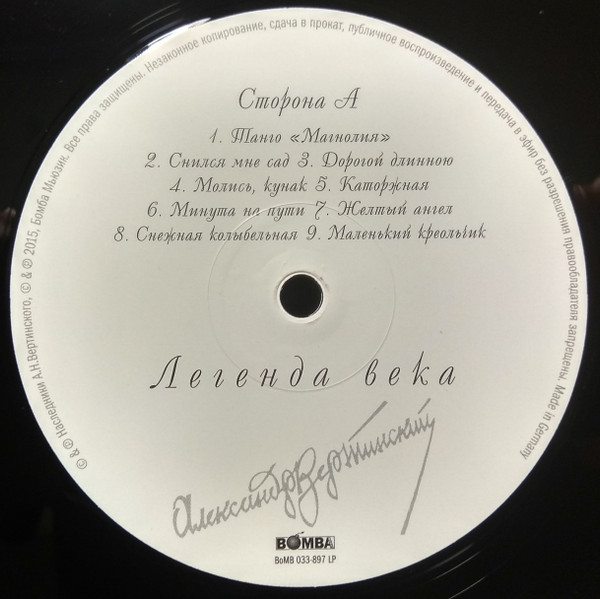 Сторона А
1. Танго «Магнолия»
2. Снился мне сад 3. Дорогой длинною
4. Молись, кунак 5. Каторжная
6. Минута на пути 7. Желтый ангел
8. Снежная колыбельная 9. Маленький креольчик
Легенда века
Александр Вертинский
BOMBA
BoMB 033-897 LP
© & ℗ Наследники А.Н.Вертинского, © & ℗ 2015, Бомба Мьюзик. Все права защищены. Незаконное копирование, сдача в прокат, публичное воспроизведение и передача в эфир без разрешения правообладателя запрещены. Made in Germany